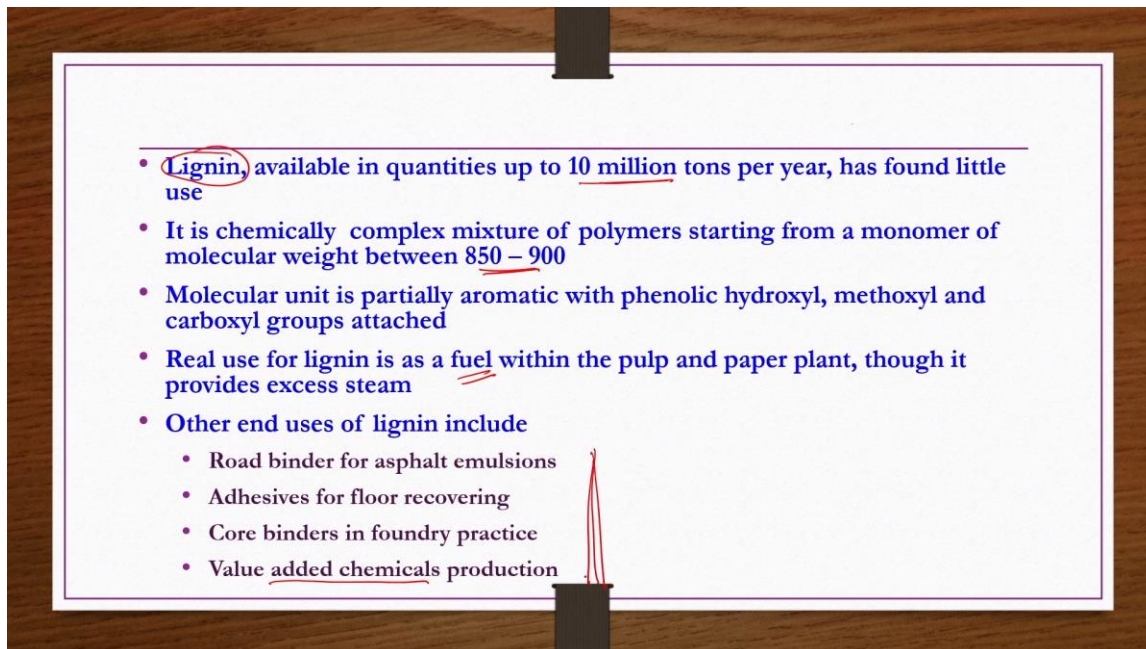 • Lignin, available in quantities up to 10 million tons per year, has found little
use
• It is chemically complex mixture of polymers starting from a monomer of
molecular weight between 850 – 900
• Molecular unit is partially aromatic with phenolic hydroxyl, methoxyl and
carboxyl groups attached
• Real use for lignin is as a fuel within the pulp and paper plant, though it
provides excess steam
• Other end uses of lignin include
• Road binder for asphalt emulsions
• Adhesives for floor recovering
• Core binders in foundry practice
• Value added chemicals production